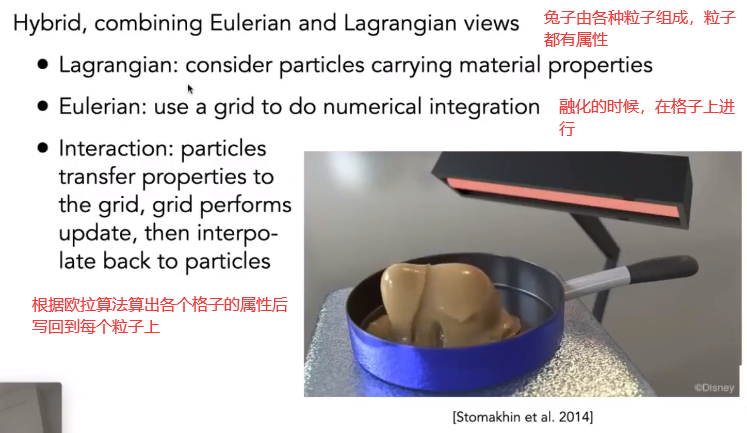 Hybrid, combining Eulerian and Lagrangian views
兔子由各种粒子组成，粒子
都有属性
● Lagrangian: consider particles carrying material properties
● Eulerian: use a grid to do numerical integration
融化的时候，在格子上进
行
● Interaction: particles
transfer properties to
the grid, grid performs
update, then interpo-
late back to particles
根据欧拉算法算出各个格子的属性后
写回到每个粒子上
©Disney
[Stomakhin et al. 2014]